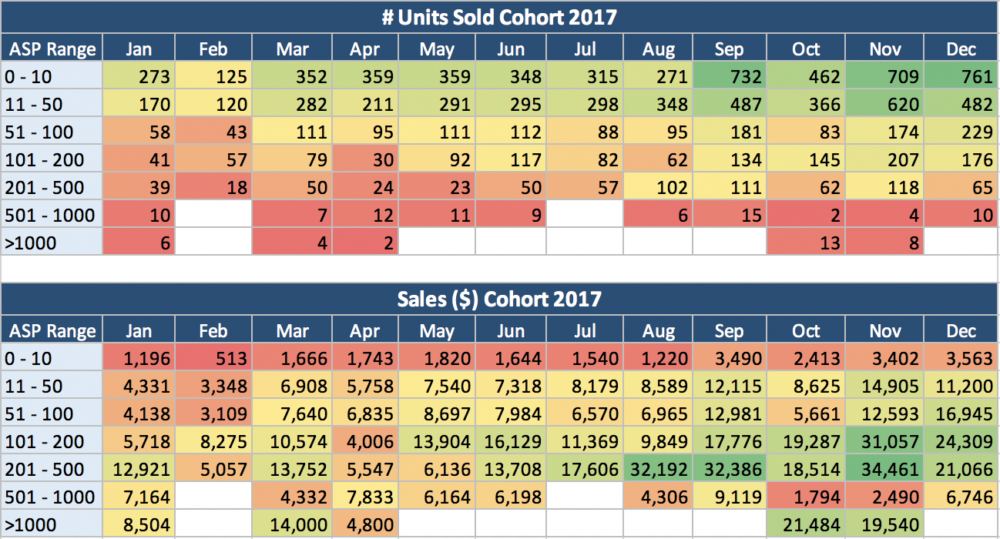 # Units Sold Cohort 2017
ASP Range Jan Feb Mar Apr May Jun Jul Aug Sep Oct Nov Dec
0 - 10 273 125 352 359 359 348 315 271 732 462 709 761
11 - 50 170 120 282 211 291 295 298 348 487 366 620 482
51 - 100 58 43 111 95 111 112 88 95 181 83 174 229
101 - 200 41 57 79 30 92 117 82 62 134 145 207 176
201 - 500 39 18 50 24 23 50 57 102 111 62 118 65
501 - 1000 10 7 12 11 9 6 15 2 4 10
>1000 6 4 2 13 8
Sales ($) Cohort 2017
ASP Range Jan Feb Mar Apr May Jun Jul Aug Sep Oct Nov Dec
0 - 10 1,196 513 1,666 1,743 1,820 1,644 1,540 1,220 3,490 2,413 3,402 3,563
11 - 50 4,331 3,348 6,908 5,758 7,540 7,318 8,179 8,589 12,115 8,625 14,905 11,200
51 - 100 4,138 3,109 7,640 6,835 8,697 7,984 6,570 6,965 12,981 5,661 12,593 16,945
101 - 200 5,718 8,275 10,574 4,006 13,904 16,129 11,369 9,849 17,776 19,287 31,057 24,309
201 - 500 12,921 5,057 13,752 5,547 6,136 13,708 17,606 32,192 32,386 18,514 34,461 21,066
501 - 1000 7,164 4,332 7,833 6,164 6,198 4,306 9,119 1,794 2,490 6,746
>1000 8,504 14,000 4,800 21,484 19,540